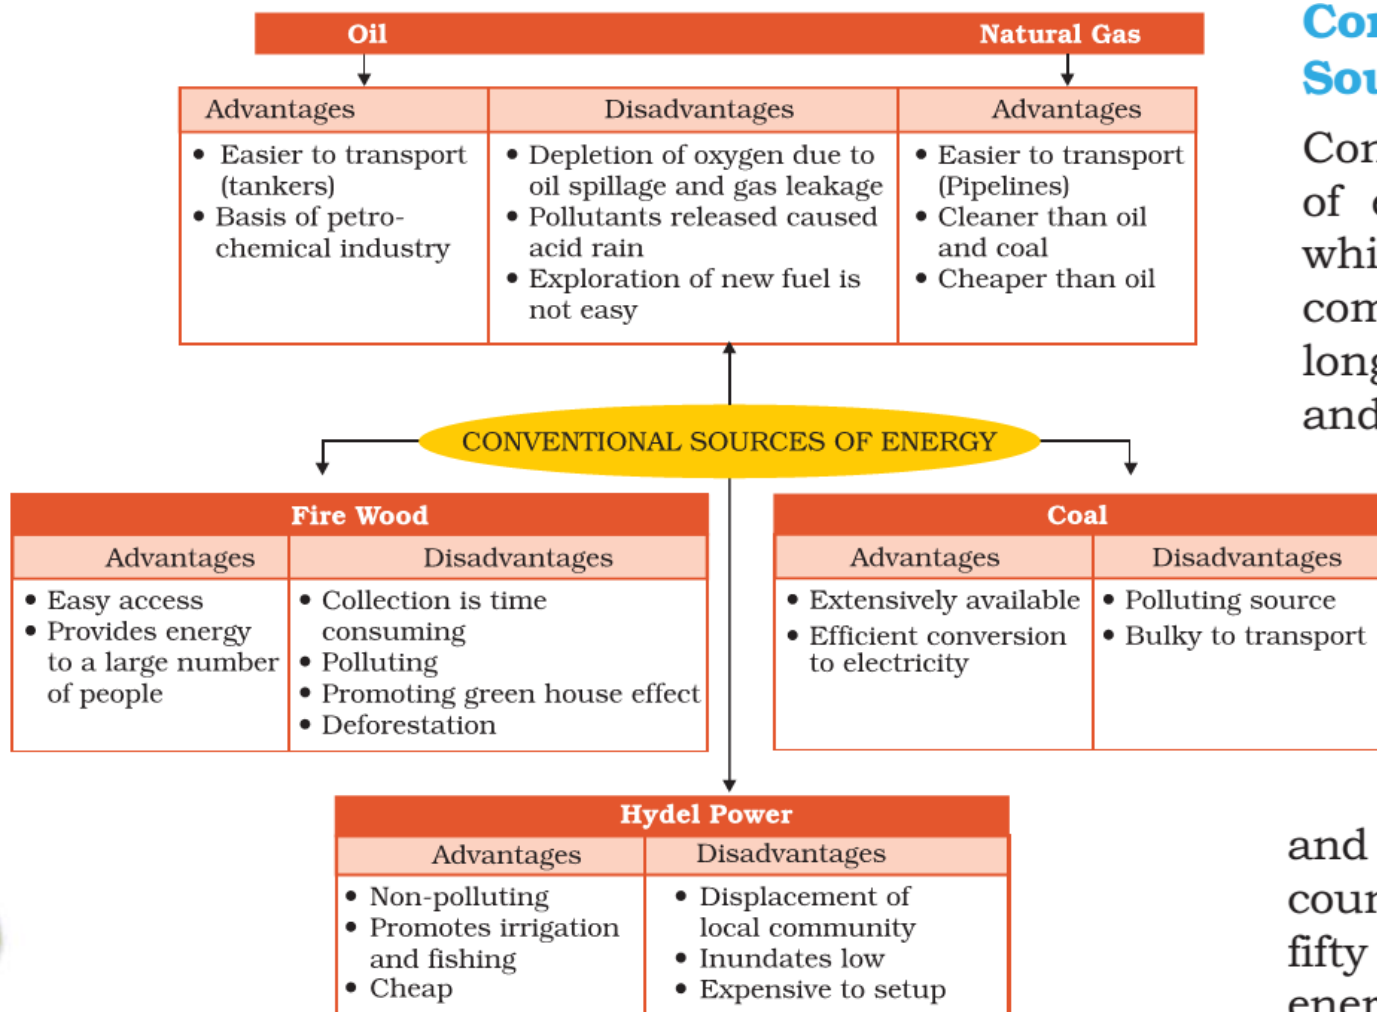 Oil Natural Gas
Advantages Disadvantages Advantages
• Easier to transport
(tankers)
• Basis of petro-
chemical industry
• Depletion of oxygen due to
oil spillage and gas leakage
• Pollutants released caused
acid rain
• Exploration of new fuel is
not easy
• Easier to transport
(Pipelines)
• Cleaner than oil
and coal
• Cheaper than oil
CONVENTIONAL SOURCES OF ENERGY
Fire Wood
Advantages Disadvantages
• Easy access
• Provides energy
to a large number
of people
• Collection is time
consuming
• Polluting
• Promoting green house effect
• Deforestation
Coal
Advantages Disadvantages
• Extensively available
• Efficient conversion
to electricity
• Polluting source
• Bulky to transport
Hydel Power
Advantages Disadvantages
• Non-polluting
• Promotes irrigation
and fishing
• Cheap
• Displacement of
local community
• Inundates low
• Expensive to setup
of
and
and
fifty